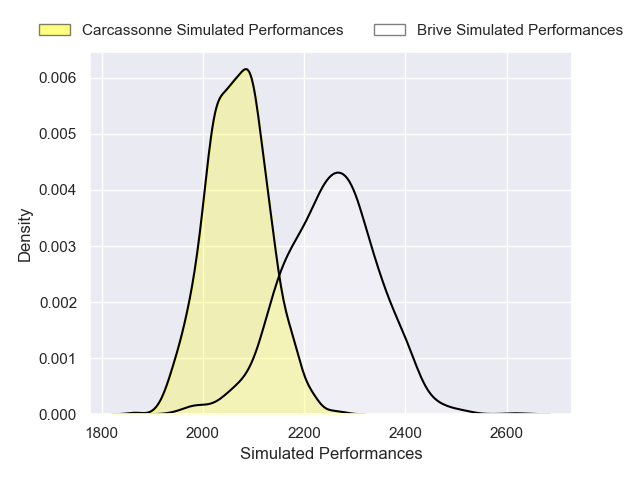 Carcassonne Simulated Performances Brive Simulated Performances
0.006
0.005
0.004
0.003
0.002
0.001
0.000
Density
1800 2000 2200 2400 2600
Simulated Performances